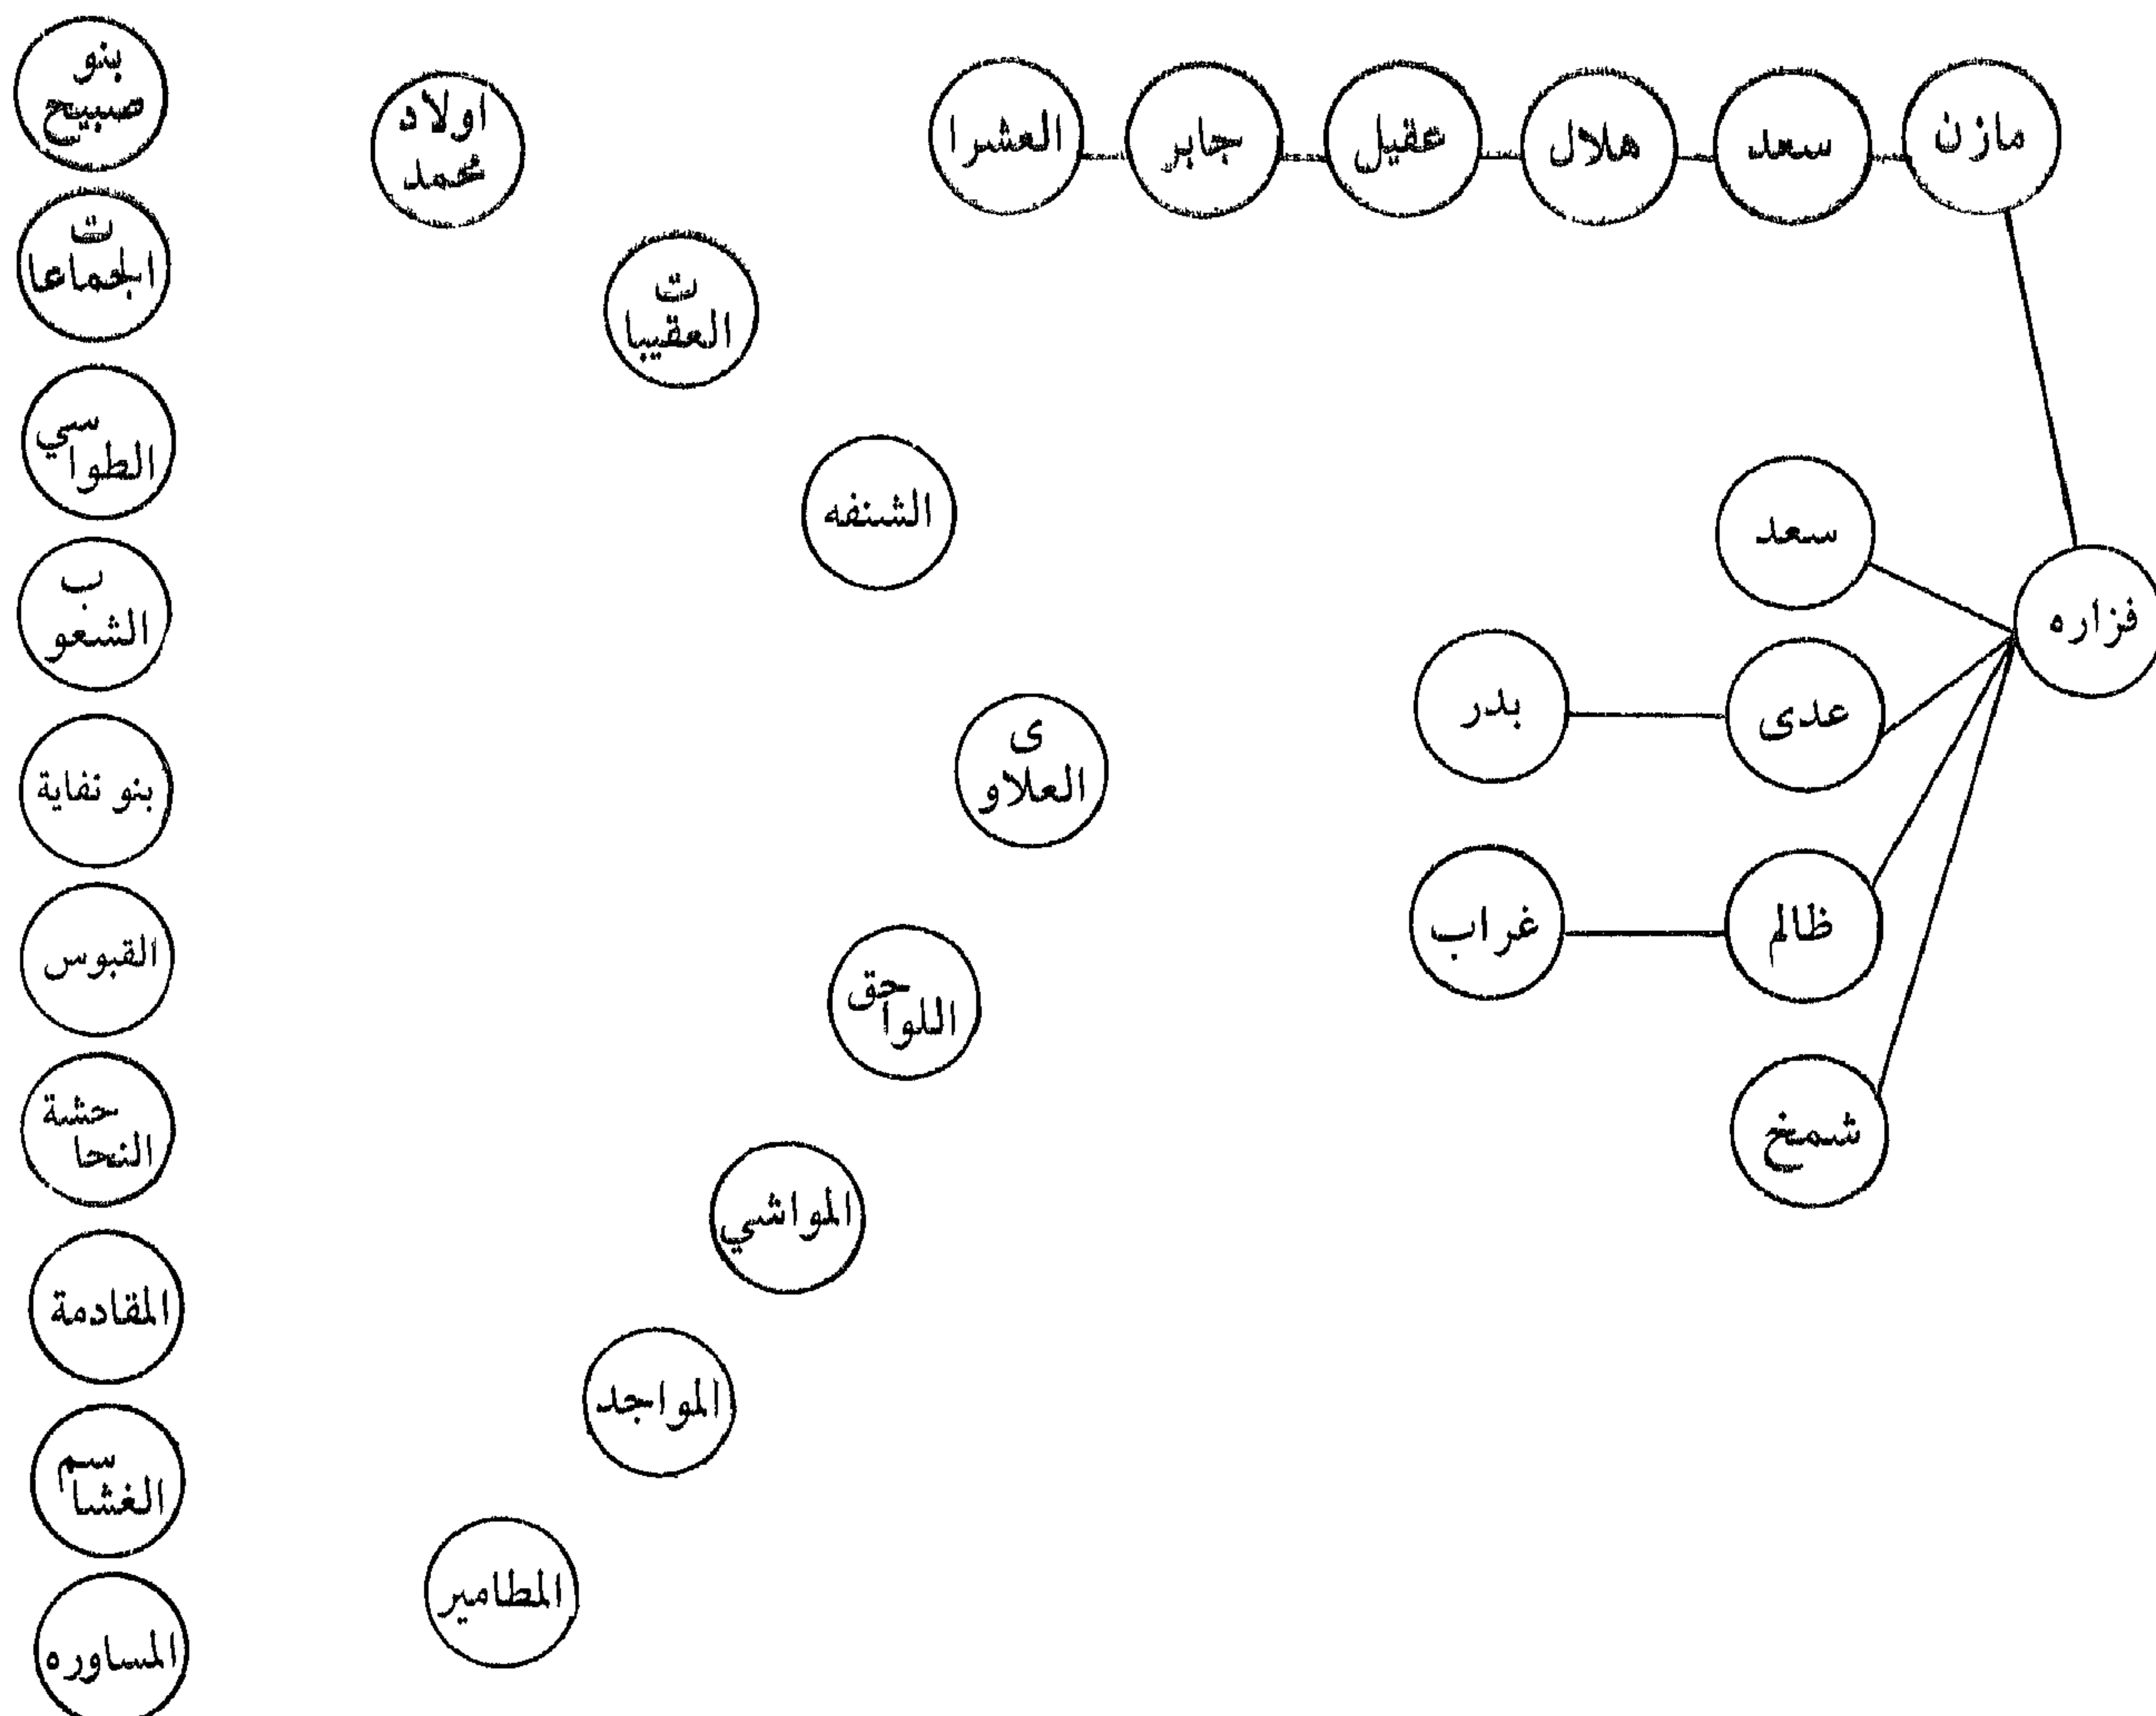 مازن
سعد
هلال
عقيل
جابر
العشرا
فزاره
سعد
عدى
بدر
ظالم
غراب
شمخ
اولاد
محمد
العقيبات
الشنفه
العلاوى
اللواحق
المواشي
المواجد
المطامير
بنو
صبيح
الجماعات
الطواسي
الشعوب
بنو نفاية
القبوس
النحاحشة
المقادمة
الغشاسم
المساوره